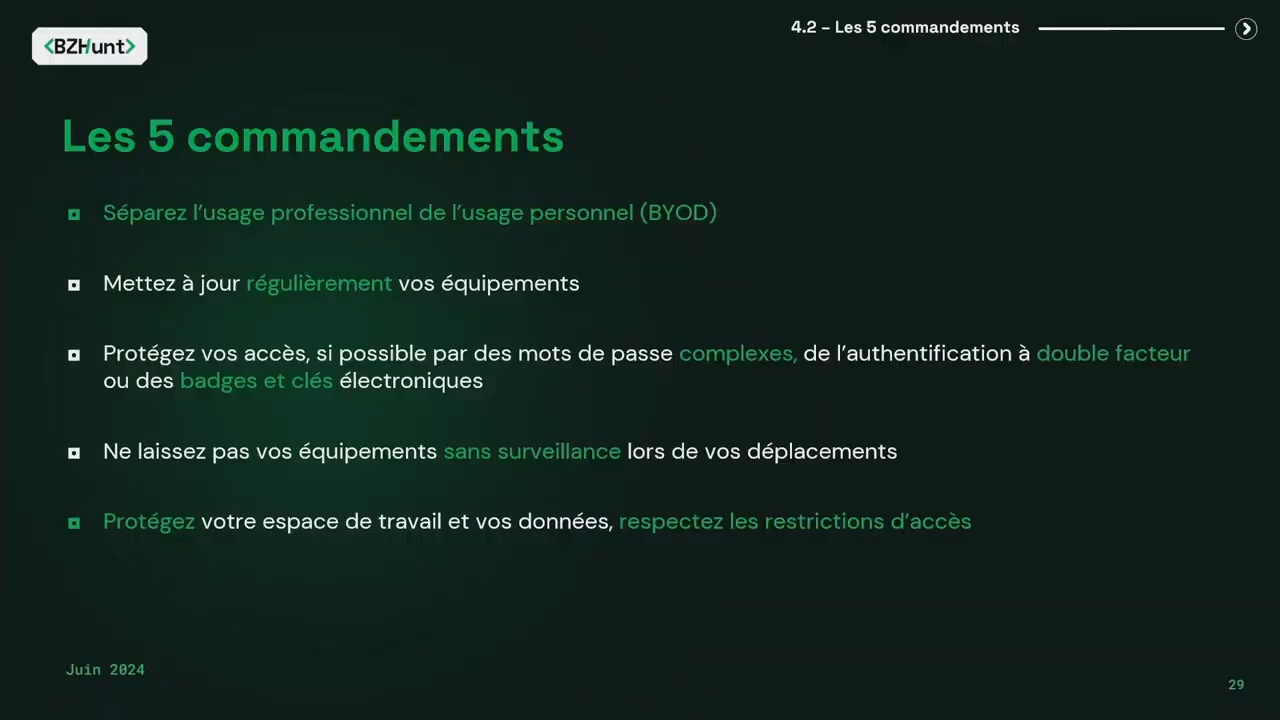 <BZHunt>
4.2 – Les 5 commandements
Les 5 commandements
Séparez l’usage professionnel de l’usage personnel (BYOD)
Mettez à jour régulièrement vos équipements
Protégez vos accès, si possible par des mots de passe complexes, de l’authentification à double facteur
ou des badges et clés électroniques
Ne laissez pas vos équipements sans surveillance lors de vos déplacements
Protégez votre espace de travail et vos données, respectez les restrictions d’accès
Juin 2024
29